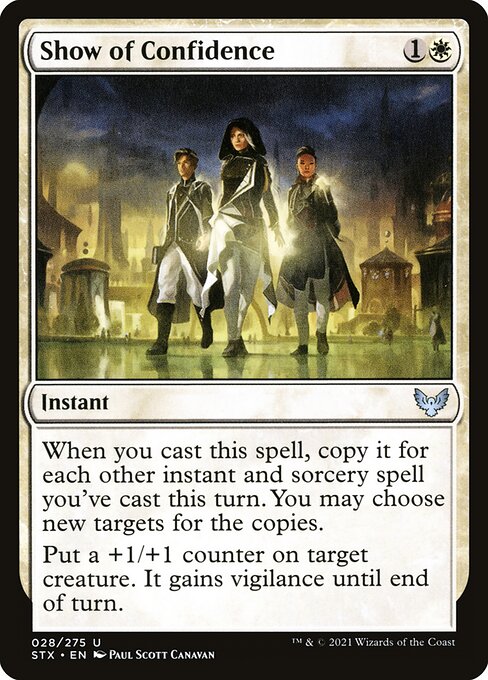 Show of Confidence 1
Instant
When you cast this spell, copy it for
each other instant and sorcery spell
you've cast this turn. You may choose
new targets for the copies.
Put a +1/+1 counter on target
creature. It gains vigilance until end
of turn.
028/275 U
STX • EN Paul Scott Canavan
™ & © 2021 Wizards of the Coast